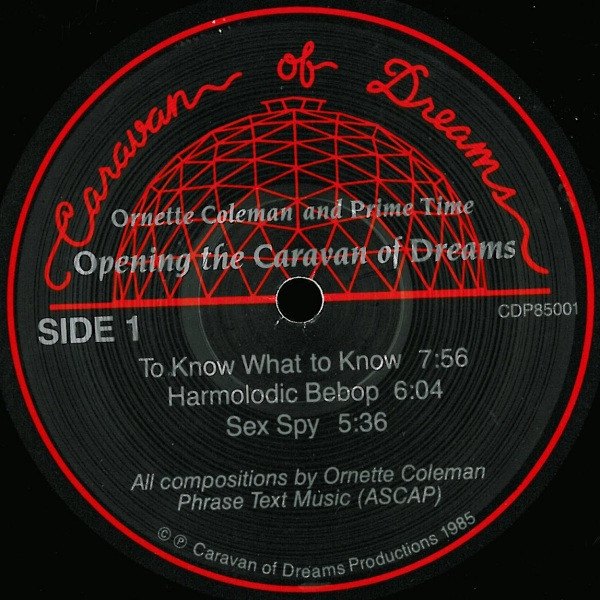 Caravan of Dreams
Ornette Coleman and Prime Time
Opening the Caravan of Dreams
CDP85001
SIDE 1
To Know What to Know 7:56
Harmolodic Bebop 6:04
Sex Spy 5:36
All compositions by Ornette Coleman
Phrase Text Music (ASCAP)
© ℗ Caravan of Dreams Productions 1985